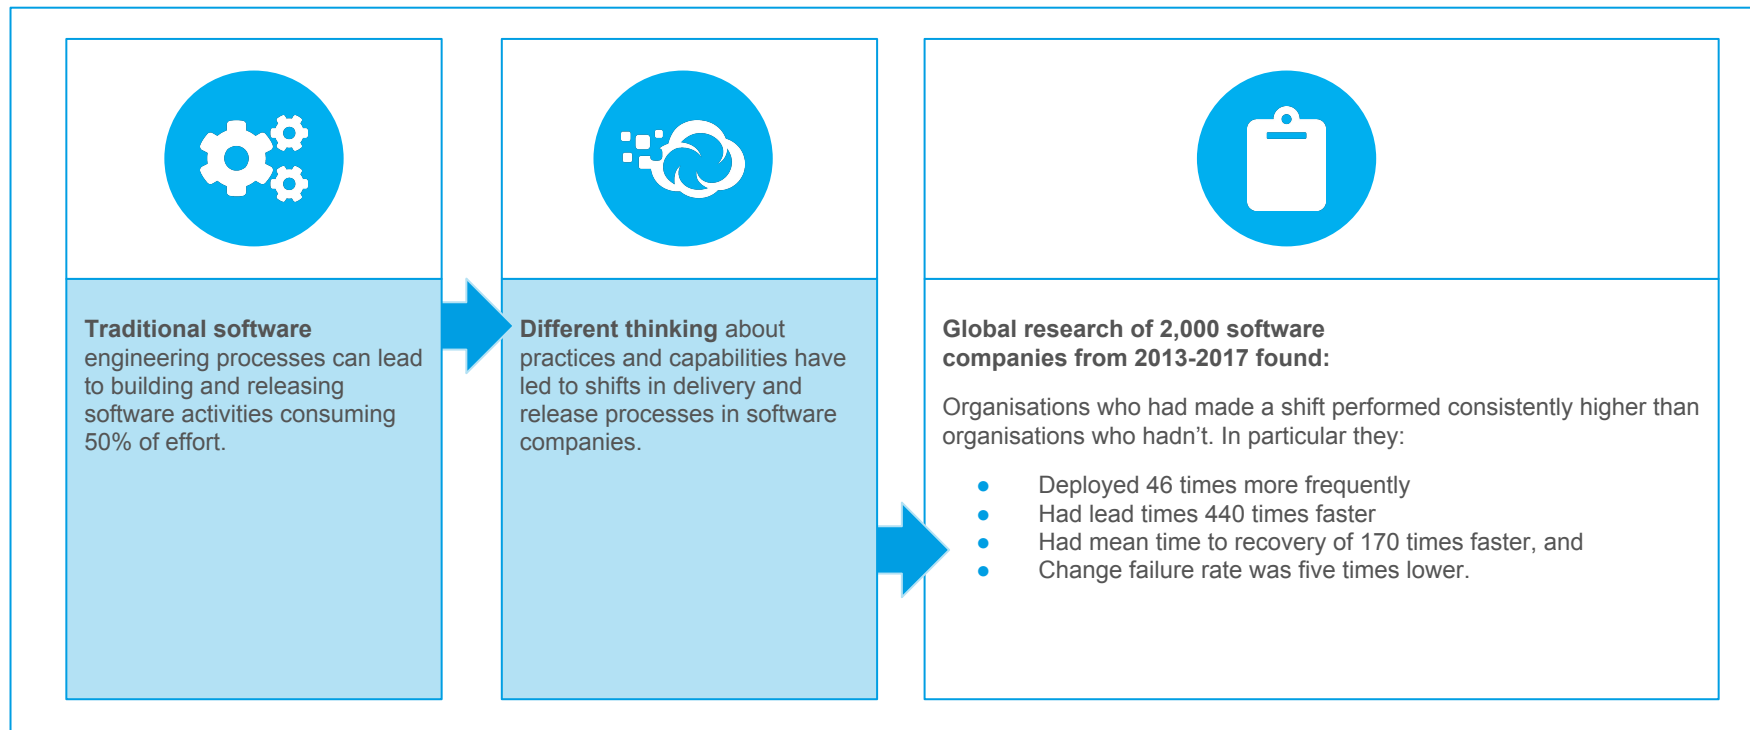 Traditional software
engineering processes can lead
to building and releasing
software activities consuming
50% of effort.
Different thinking about
practices and capabilities have
led to shifts in delivery and
release processes in software
companies.
Global research of 2,000 software
companies from 2013-2017 found:
Organisations who had made a shift performed consistently higher than
organisations who hadn’t. In particular they:
● Deployed 46 times more frequently
● Had lead times 440 times faster
● Had mean time to recovery of 170 times faster, and
● Change failure rate was five times lower.